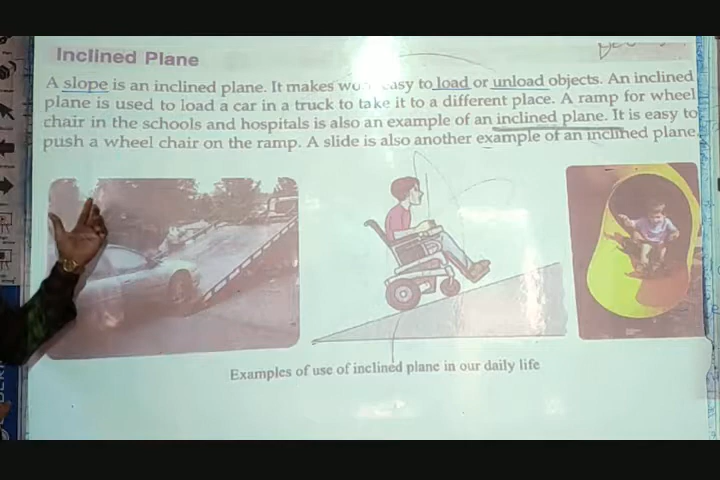 Inclined Plane
A slope is an inclined plane. It makes easy to load or unload objects. An inclined
plane is used to load a car in a truck to take it to a different place. A ramp for wheel
chair in the schools and hospitals is also an example of an inclined plane. It is easy to
push a wheel chair on the ramp. A slide is also another example of an inclined plane.
Examples of use of inclined plane in our daily life